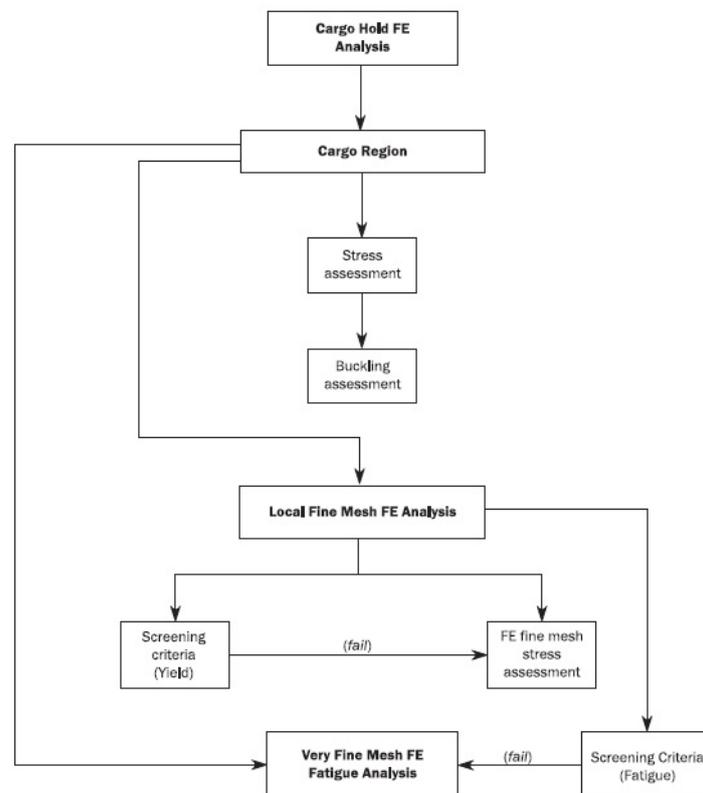 Cargo Hold FE
Analysis
Cargo Region
Stress
assessment
Buckling
assessment
Local Fine Mesh FE Analysis
Screening
criteria
(Yield)
(fail)
FE fine mesh
stress
assessment
Very Fine Mesh FE
Fatigue Analysis
(fail)
Screening Criteria
(Fatigue)